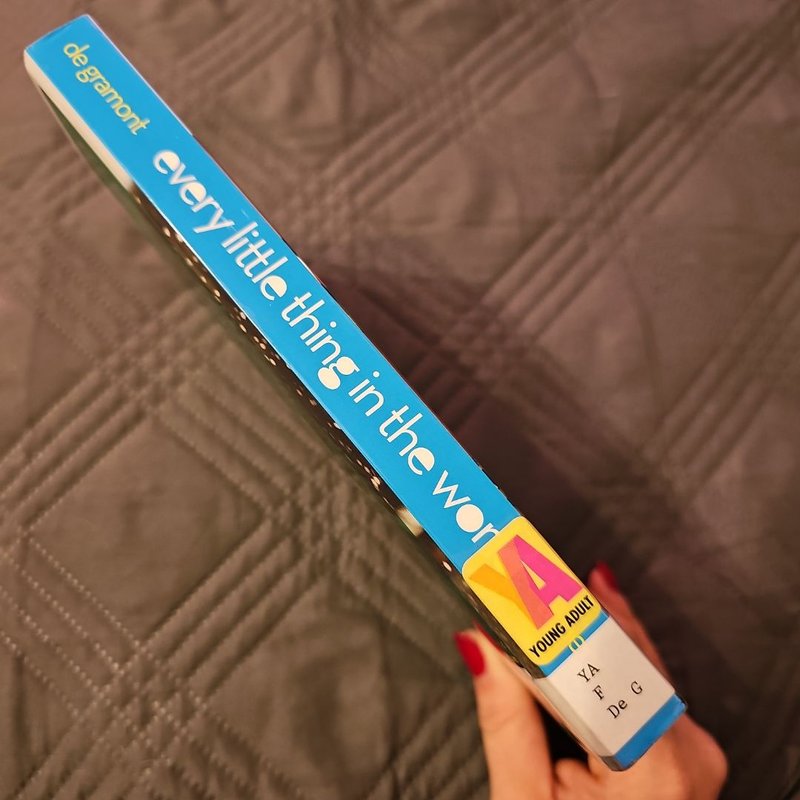 de gramont
every little thing in the wor
YA
YOUNG ADULT
YA
F
De G